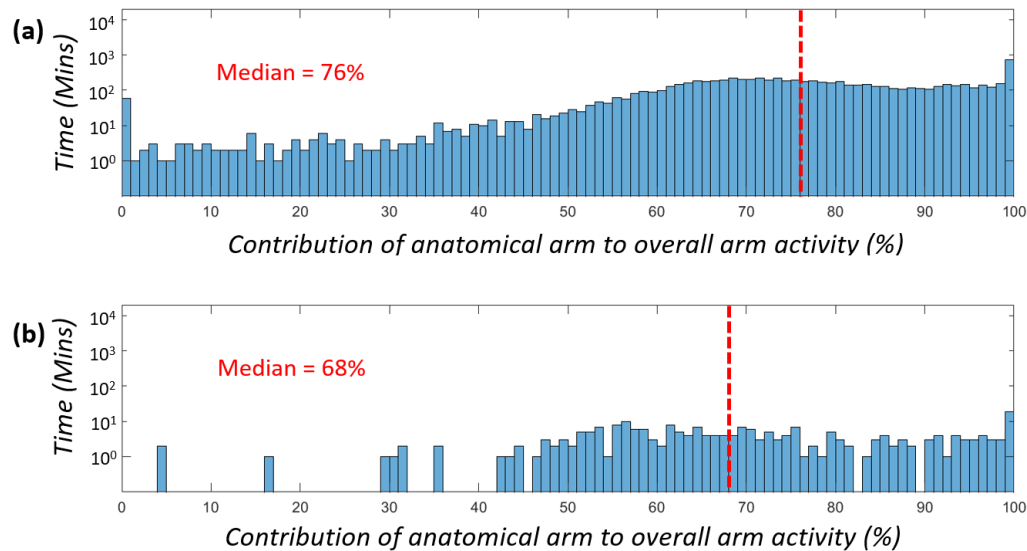 (a)
Time (Mins)
10⁴
10³
10²
10¹
10⁰
Median = 76%
0 10 20 30 40 50 60 70 80 90 100
Contribution of anatomical arm to overall arm activity (%)
(b)
Time (Mins)
10⁴
10³
10²
10¹
10⁰
Median = 68%
0 10 20 30 40 50 60 70 80 90 100
Contribution of anatomical arm to overall arm activity (%)